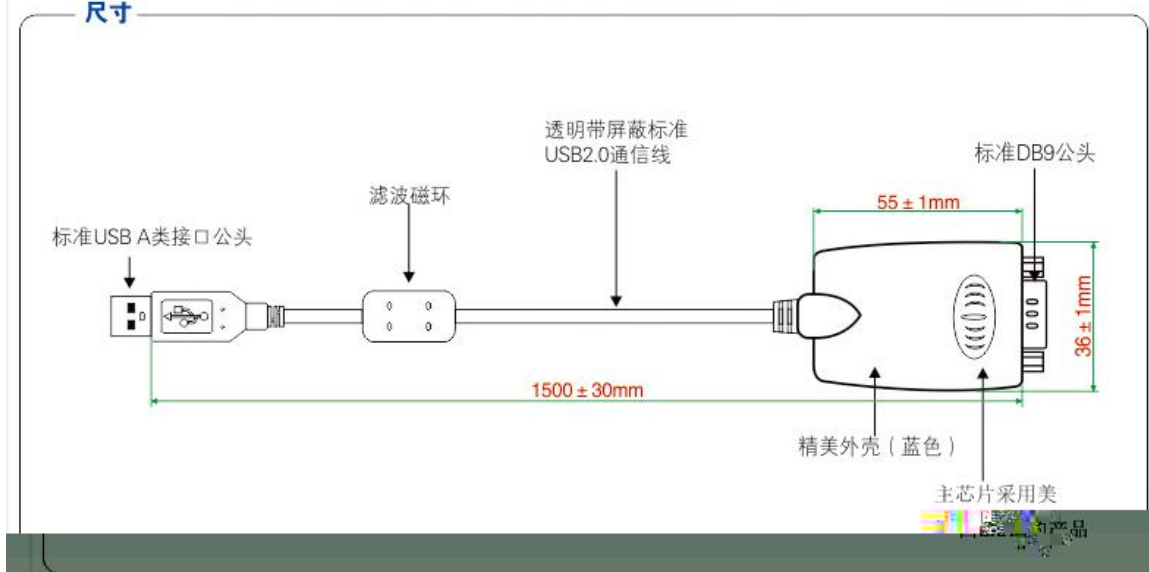 尺寸
透明带屏蔽标准
USB2.0通信线
标准DB9公头
滤波磁环
55±1mm
标准USB A类接口公头
36±1mm
1500±30mm
精美外壳（蓝色）
主芯片采用美
产品